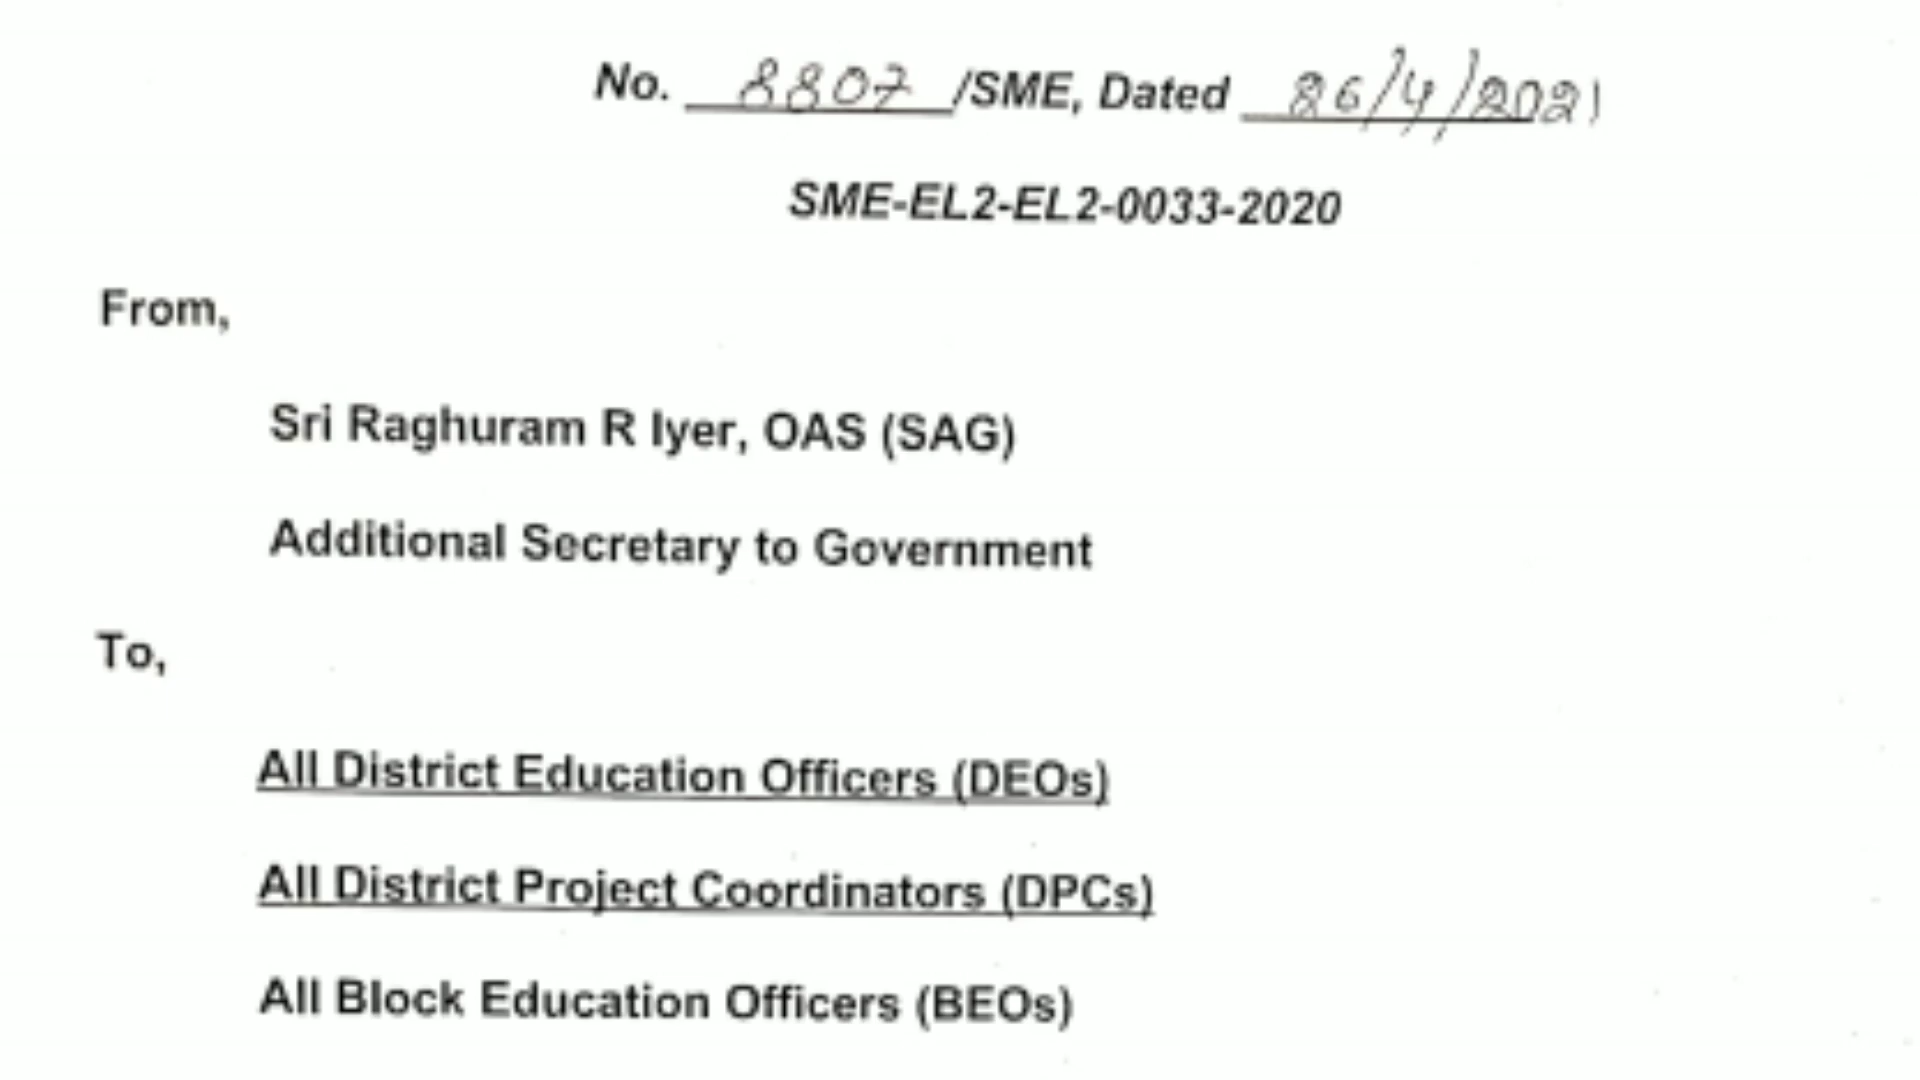 No. 8807 /SME, Dated 26/4/2021
SME-EL2-EL2-0033-2020
From,
Sri Raghuram R Iyer, OAS (SAG)
Additional Secretary to Government
To,
All District Education Officers (DEOs)
All District Project Coordinators (DPCs)
All Block Education Officers (BEOs)